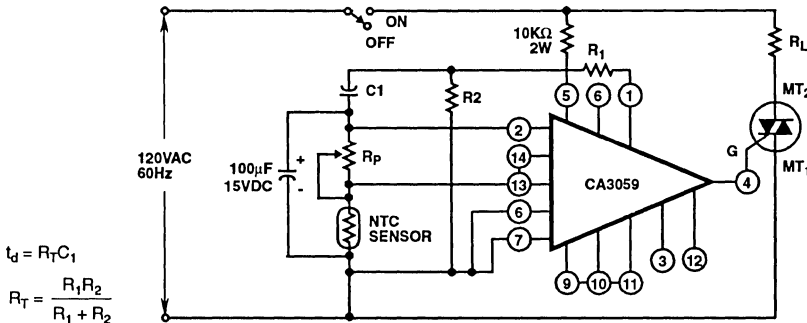 ON
OFF
10KΩ
2W
R1
RL
C1
R2
5
6
1
MT2
120VAC
60Hz
100μF
15VDC
+
-
RP
2
14
13
6
7
CA3059
G
4
MT1
NTC
SENSOR
9
10
11
3
12
td = RTC1
RT = R1R2 / R1 + R2